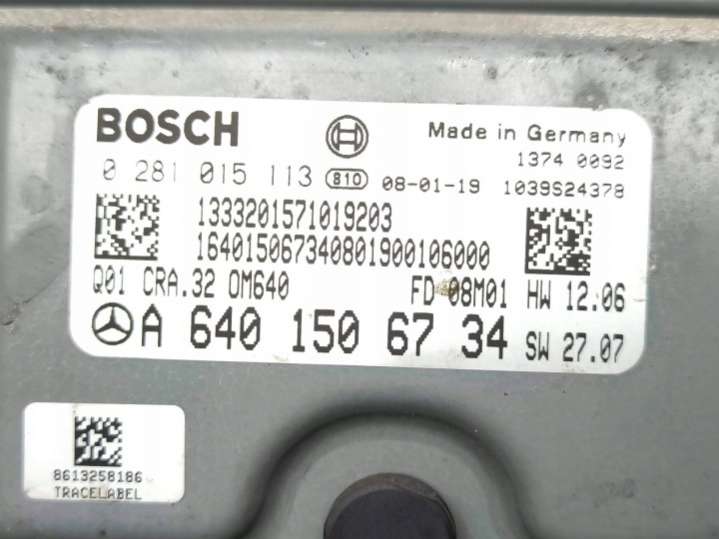 BOSCH Made in Germany
1374 0092
0 281 015 113 810 08-01-19 1039S24378
1333201571019203
164015067340801900106000
Q01 CRA.32 OM640 FD 08M01 HW 12.06
A 640 150 67 34 SW 27.07
8613258186
TRACELABEL